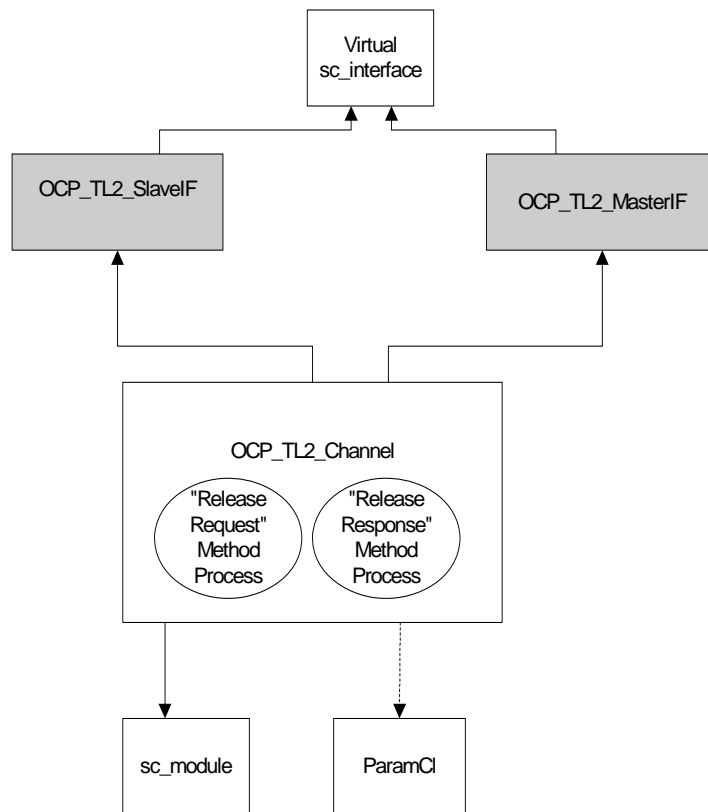 Virtual
sc_interface
OCP_TL2_SlaveIF
OCP_TL2_MasterIF
OCP_TL2_Channel
"Release
Request"
Method
Process
"Release
Response"
Method
Process
sc_module
ParamCl